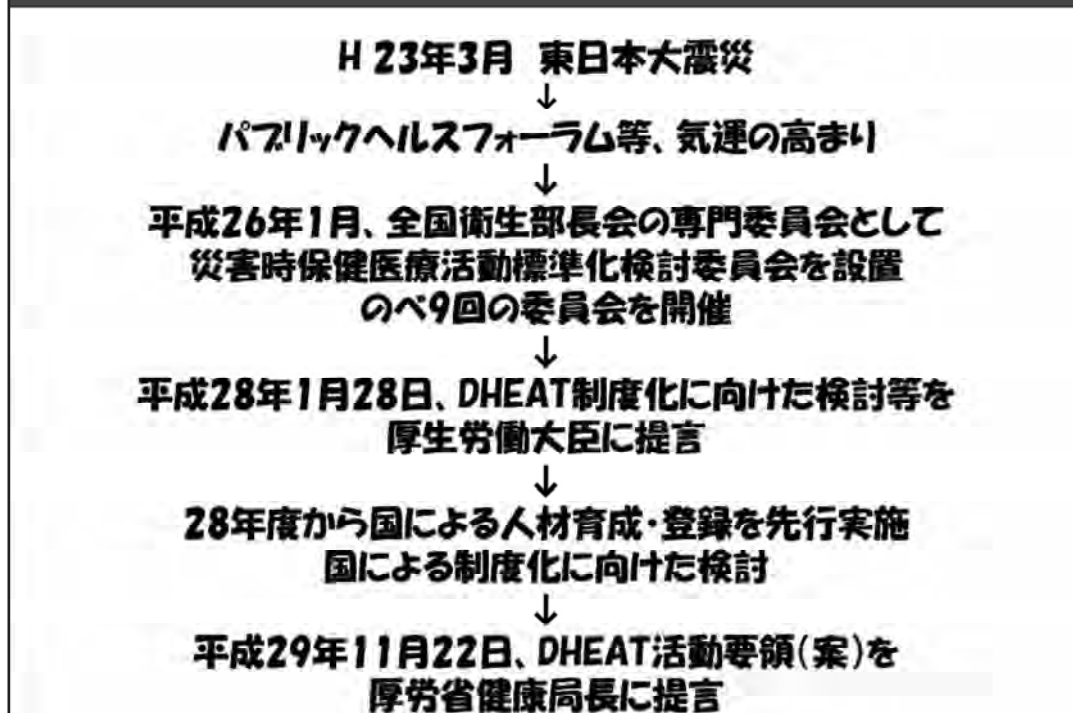 H 23年3月 東日本大震災
↓
パブリックヘルスフォーラム等、気運の高まり
↓
平成26年1月、全国衛生部長会の専門委員会として
災害時保健医療活動標準化検討委員会を設置
のべ9回の委員会を開催
↓
平成28年1月28日、DHEAT制度化に向けた検討等を
厚生労働大臣に提言
↓
28年度から国による人材育成・登録を先行実施
国による制度化に向けた検討
↓
平成29年11月22日、DHEAT活動要領(案)を
厚労省健康局長に提言